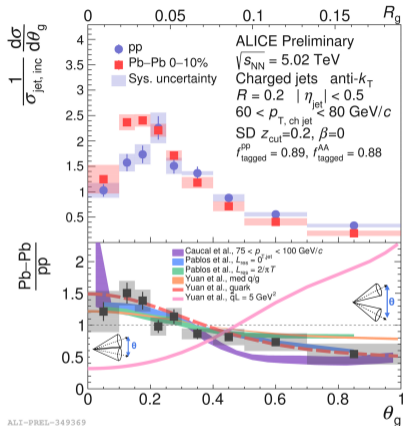 0 0.05 0.1 0.15 R_g
1/σ_jet, inc dσ/dθ_g
4
3.5
3
2.5
2
1.5
1
0.5
pp
Pb–Pb 0–10%
Sys. uncertainty
ALICE Preliminary
√s_NN = 5.02 TeV
Charged jets anti-k_T
R = 0.2 | η_jet | < 0.5
60 < p_T, ch jet < 80 GeV/c
SD z_cut=0.2, β=0
f^pp_tagged = 0.89, f^AA_tagged = 0.88
Pb–Pb/pp
2
1.5
1
0.5
0
Caucal et al., 75 < p < 100 GeV/c
Pablos et al., L_res = 0
Pablos et al., L_res = 2/πT
Yuan et al., med q/g
Yuan et al., quark
Yuan et al., q̂L = 5 GeV²
θ
θ
0 0.2 0.4 0.6 0.8 1
θ_g
ALI-PREL-349369